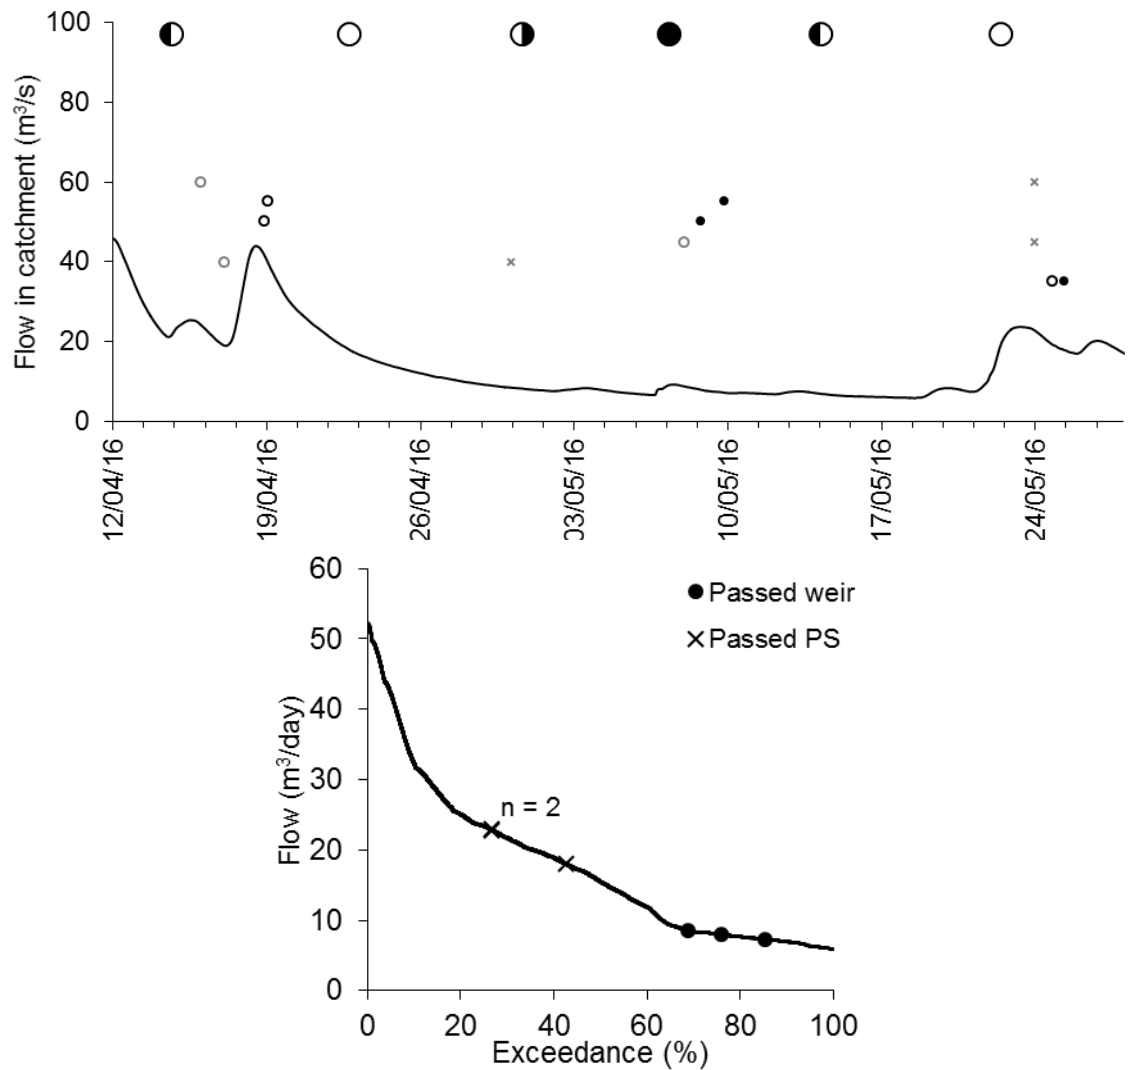 100
80
60
40
20
0
Flow in catchment (m³/s)
12/04/16
19/04/16
26/04/16
03/05/16
10/05/16
17/05/16
24/05/16
60
50
40
30
20
10
0
Flow (m³/day)
Passed weir
Passed PS
n = 2
0 20 40 60 80 100
Exceedance (%)